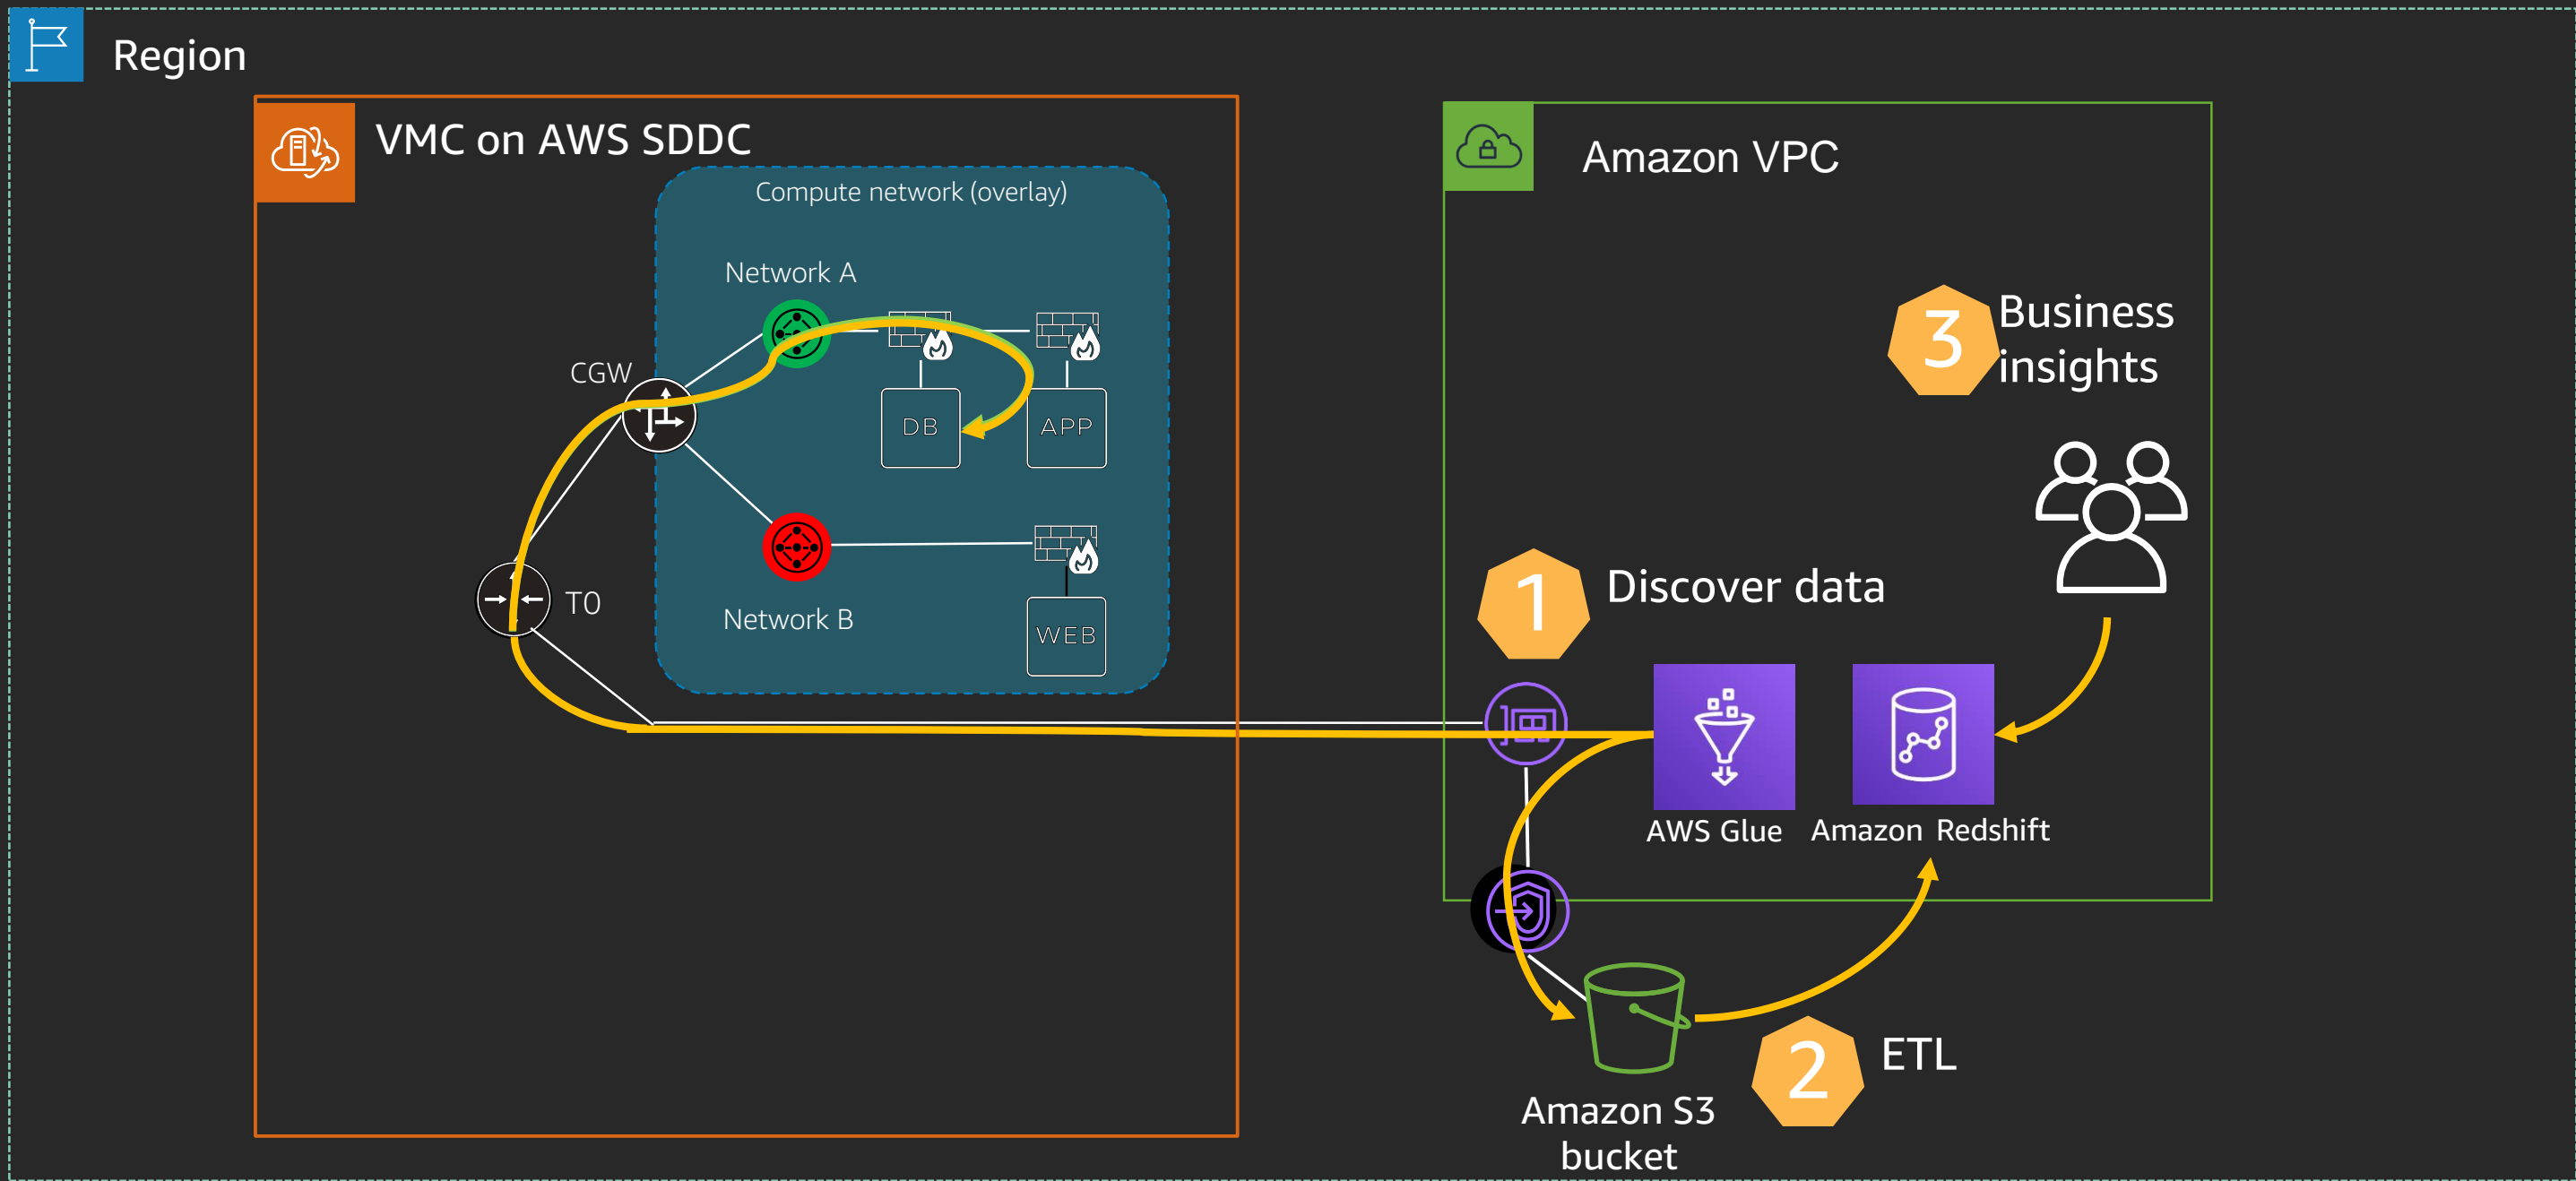 Region
VMC on AWS SDDC
Compute network (overlay)
Network A
CGW
DB
APP
T0
Network B
WEB
Amazon VPC
3
Business
insights
1
Discover data
AWS Glue
Amazon Redshift
2
ETL
Amazon S3
bucket